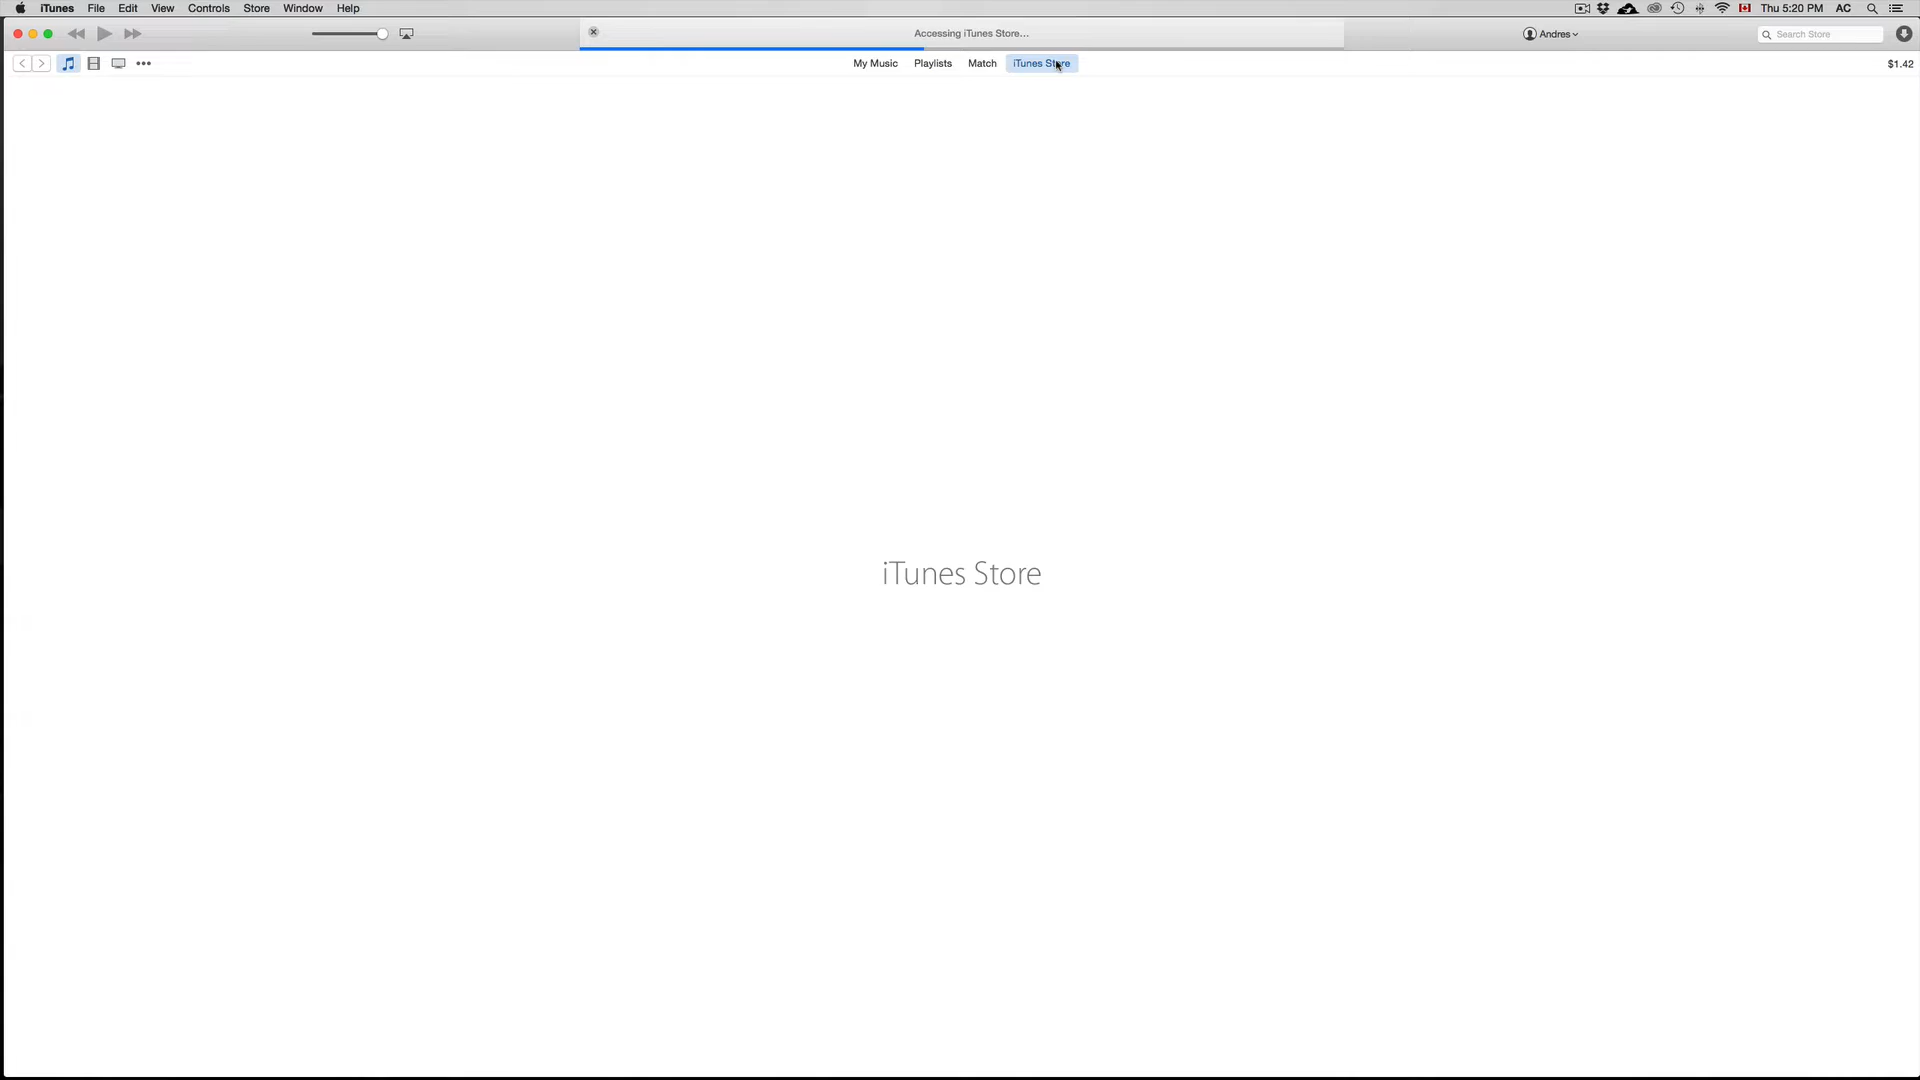 iTunes File Edit View Controls Store Window Help Thu 5:20 PM AC
Accessing iTunes Store... Andres Search Store
My Music Playlists Match iTunes Store $1.42
iTunes Store